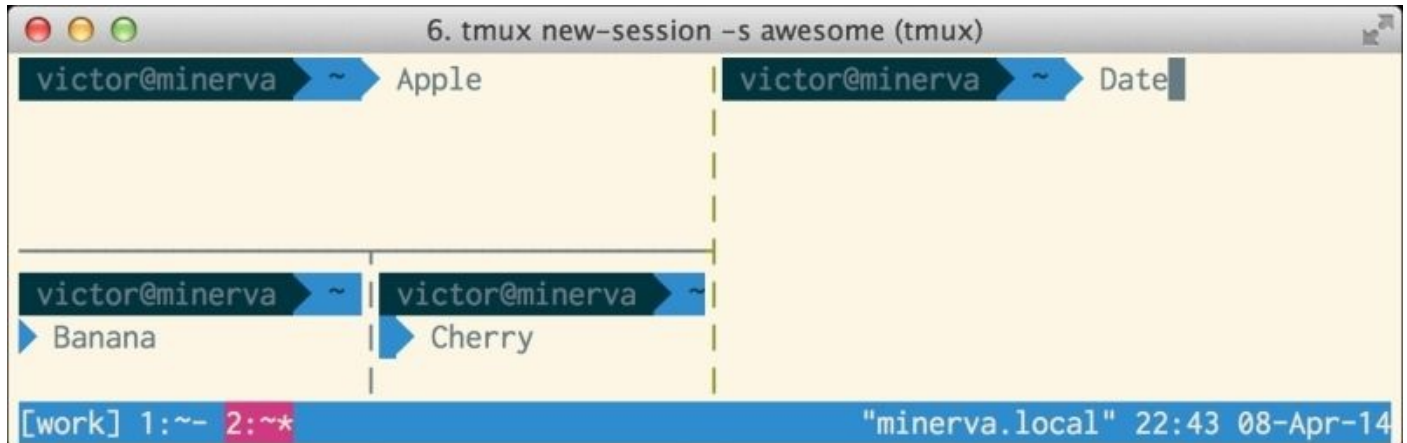 6. tmux new-session -s awesome (tmux)
victor@minerva ~ Apple
victor@minerva ~ Date
victor@minerva ~
Banana
victor@minerva ~
Cherry
[work] 1:~- 2:~* "minerva.local" 22:43 08-Apr-14